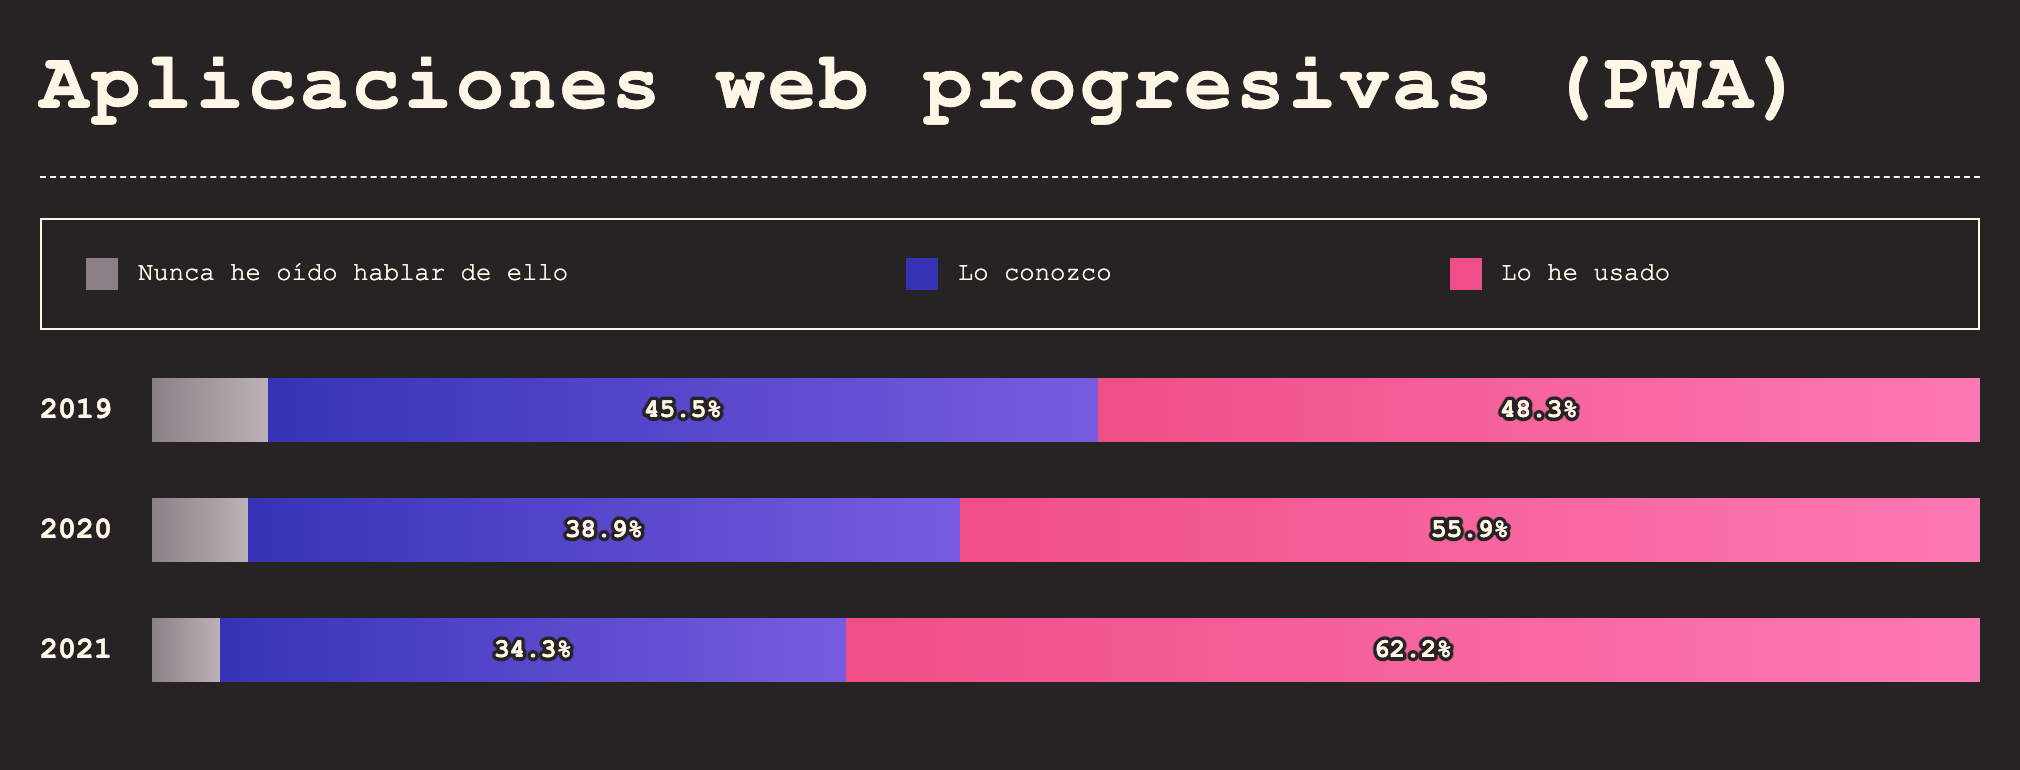 Aplicaciones web progresivas (PWA)
Nunca he oído hablar de ello Lo conozco Lo he usado
2019 45.5% 48.3%
2020 38.9% 55.9%
2021 34.3% 62.2%